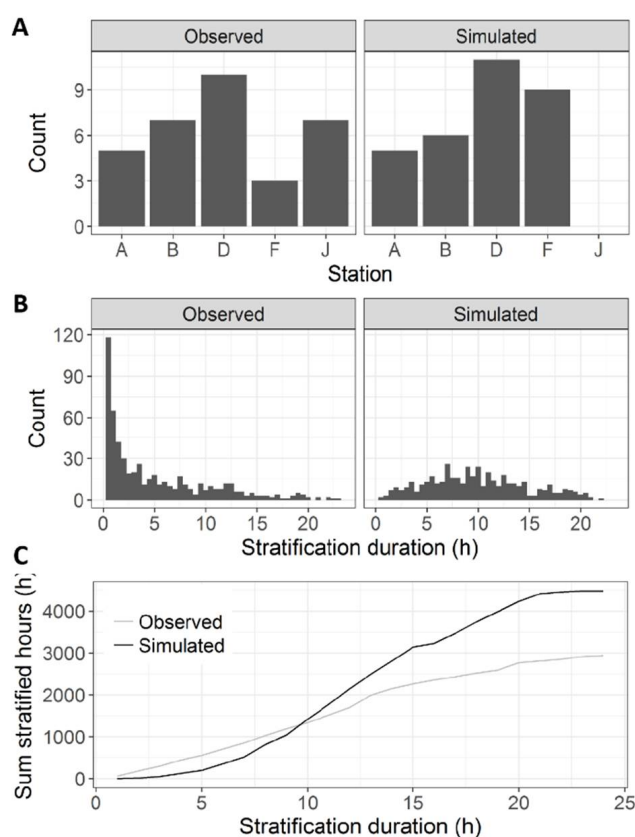 A
Observed Simulated
9
6
3
0
Count
A B D F J A B D F J
Station
B
Observed Simulated
120
90
60
30
0
Count
0 5 10 15 20 0 5 10 15 20
Stratification duration (h)
C
4000
3000
2000
1000
0
Sum stratified hours (h)
Observed
Simulated
0 5 10 15 20 25
Stratification duration (h)